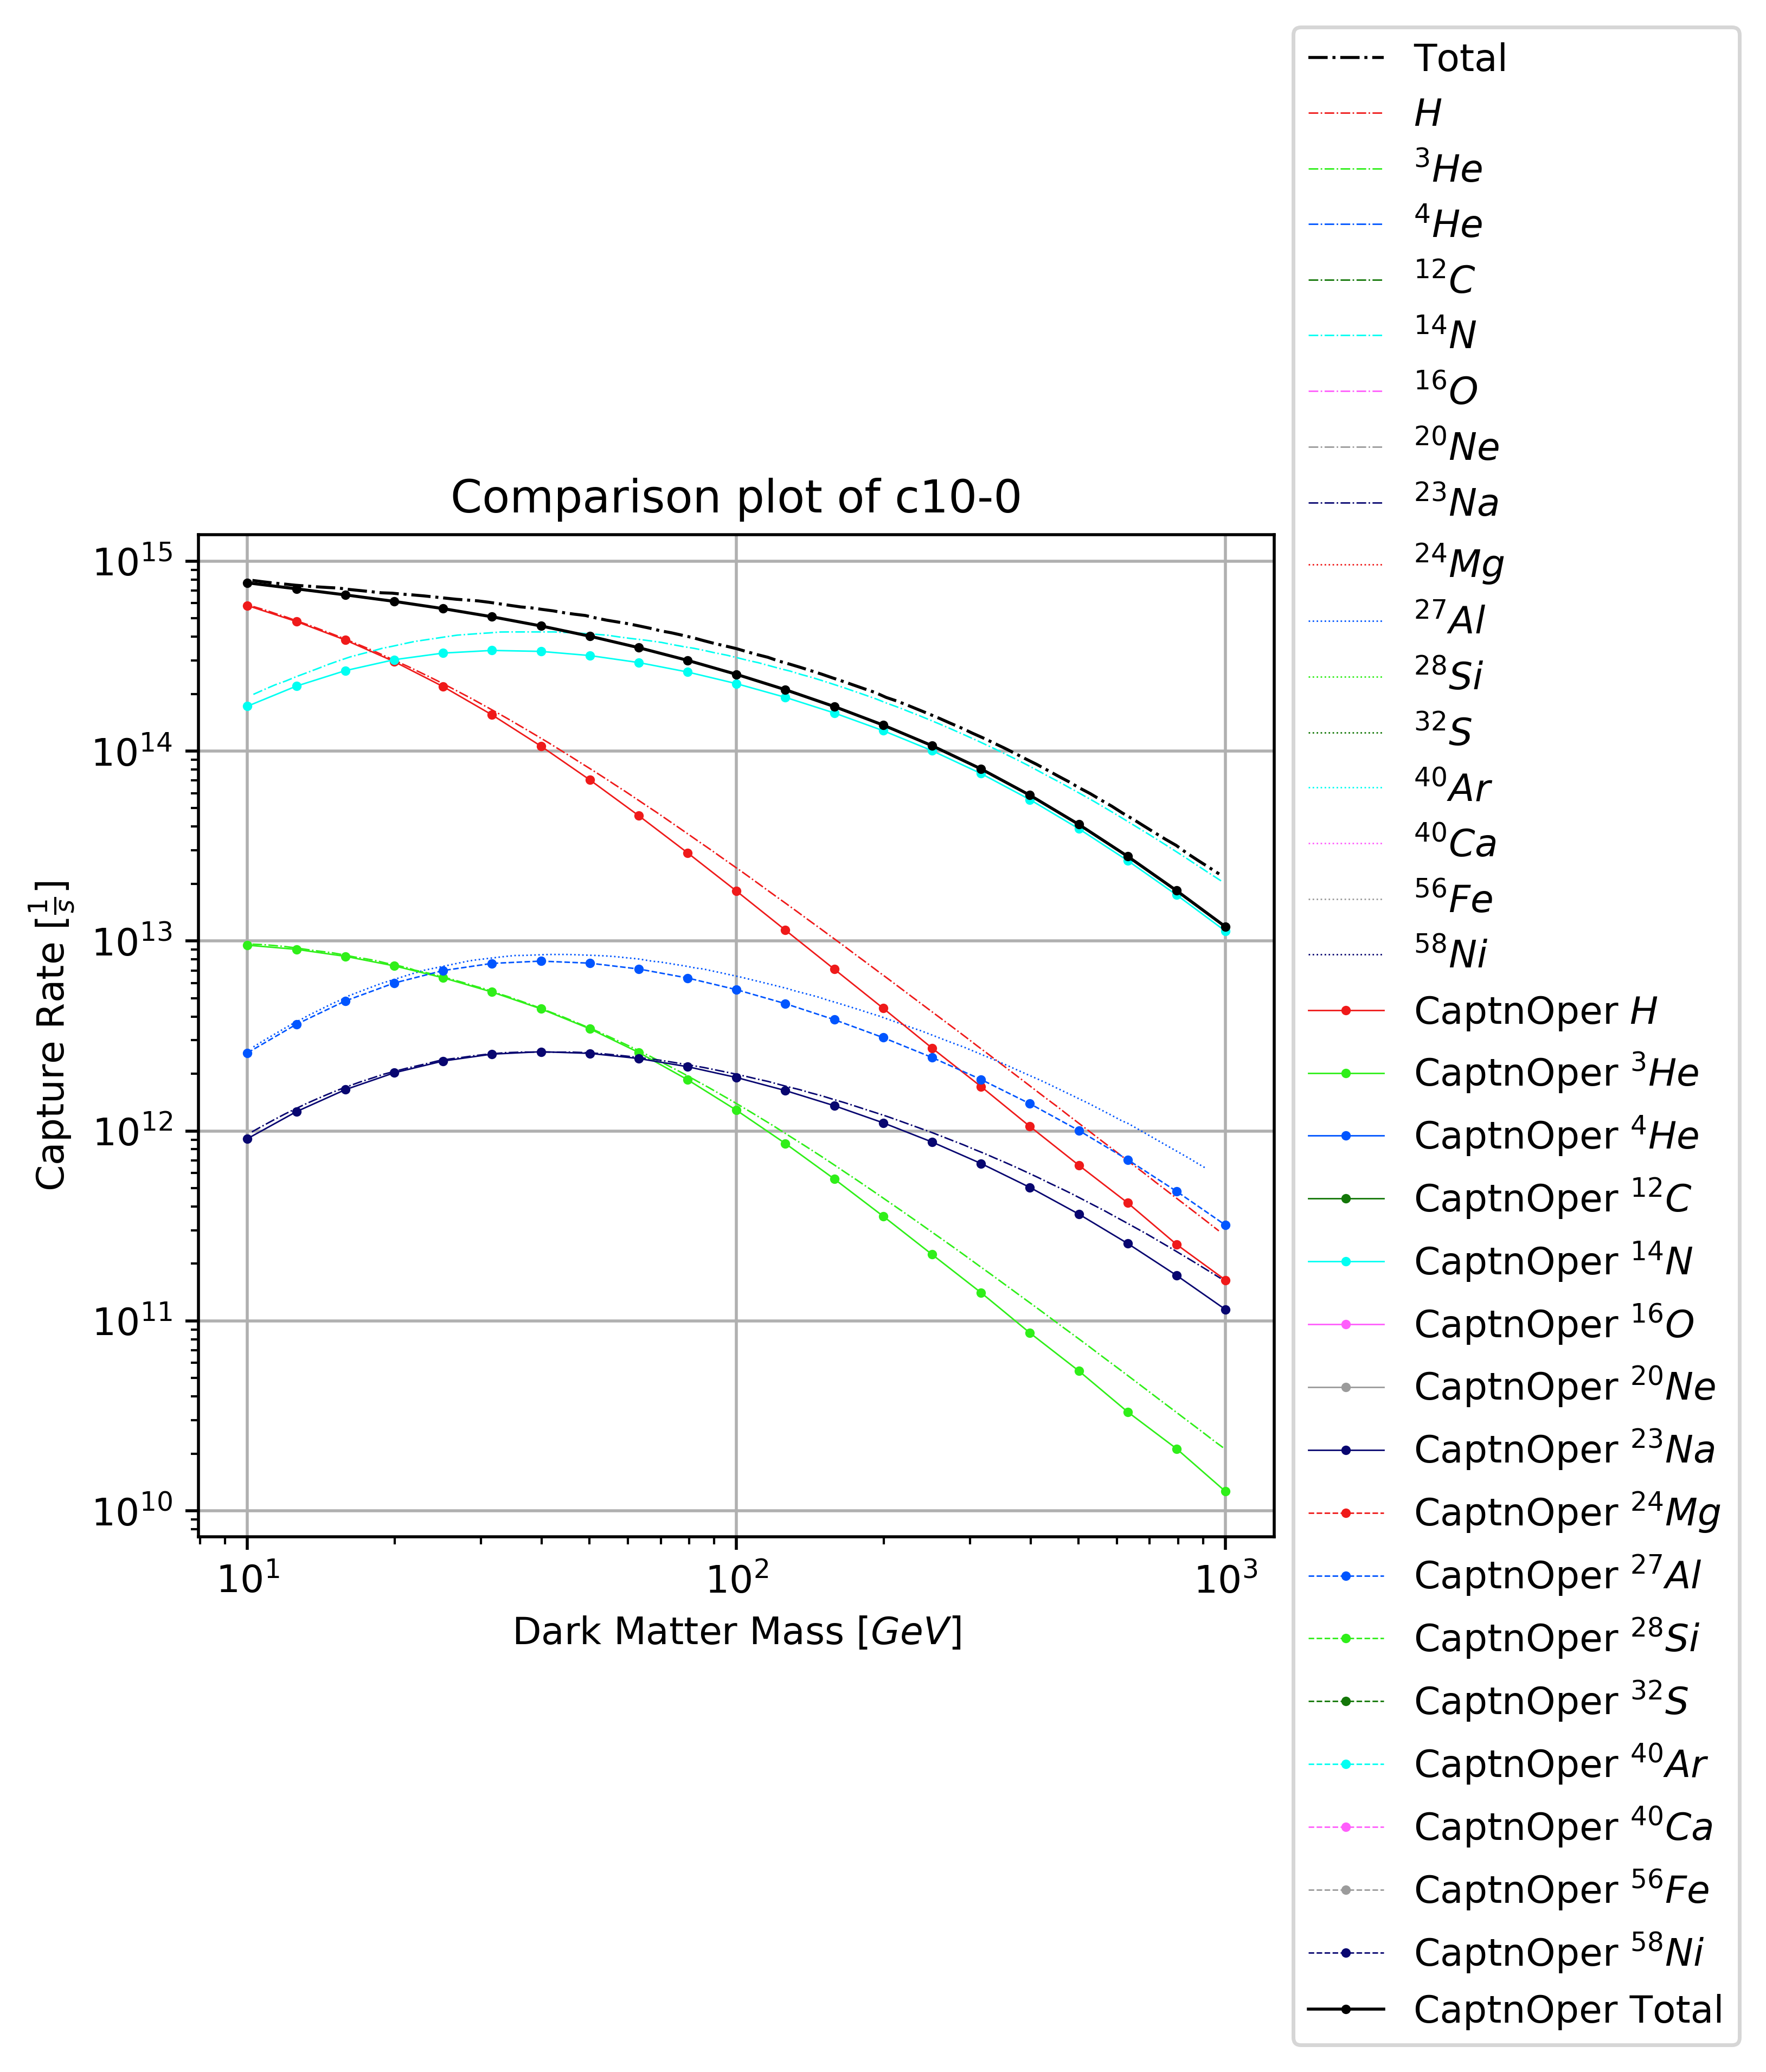 Comparison plot of c10-0
Capture Rate [1/s]
10^15
10^14
10^13
10^12
10^11
10^10
10^1 10^2 10^3
Dark Matter Mass [GeV]
Total
H
^3He
^4He
^12C
^14N
^16O
^20Ne
^23Na
^24Mg
^27Al
^28Si
^32S
^40Ar
^40Ca
^56Fe
^58Ni
CaptnOper H
CaptnOper ^3He
CaptnOper ^4He
CaptnOper ^12C
CaptnOper ^14N
CaptnOper ^16O
CaptnOper ^20Ne
CaptnOper ^23Na
CaptnOper ^24Mg
CaptnOper ^27Al
CaptnOper ^28Si
CaptnOper ^32S
CaptnOper ^40Ar
CaptnOper ^40Ca
CaptnOper ^56Fe
CaptnOper ^58Ni
CaptnOper Total